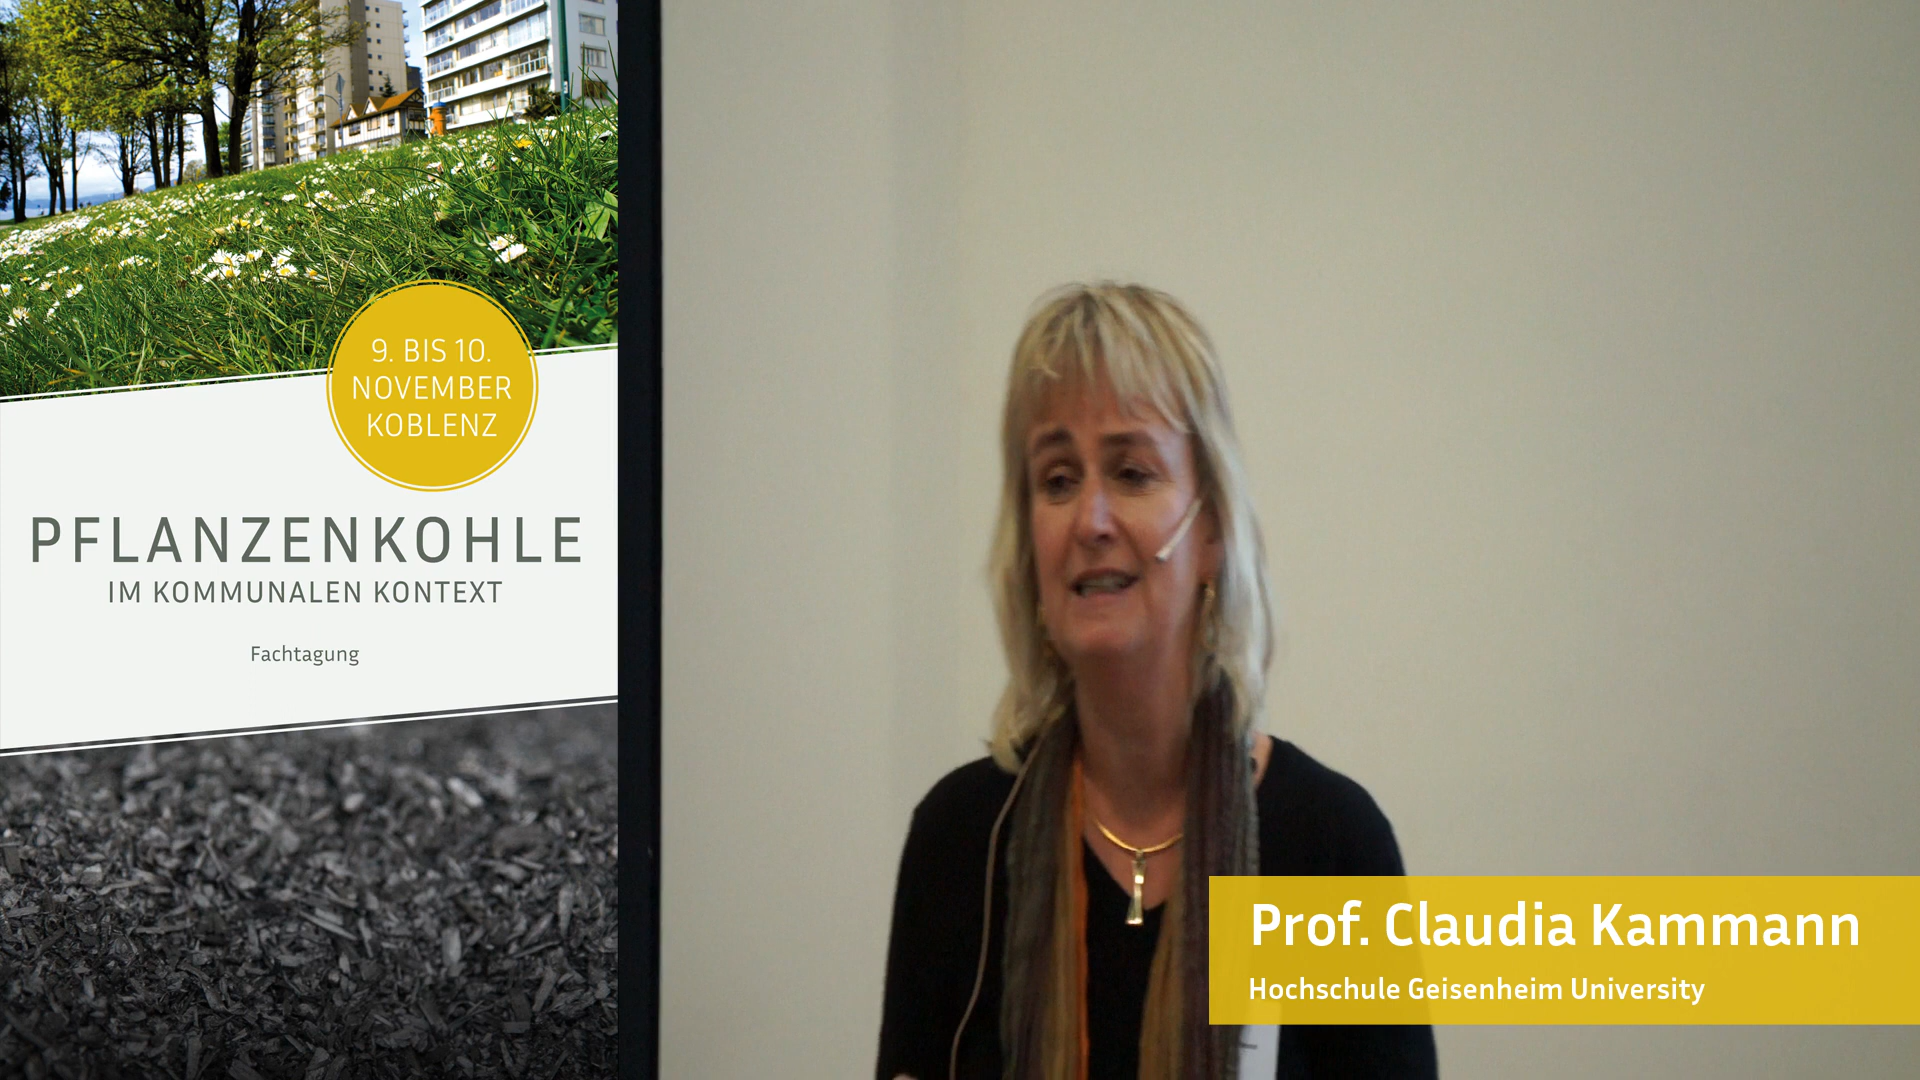 9. BIS 10.
NOVEMBER
KOBLENZ
PFLANZENKOHLE
IM KOMMUNALEN KONTEXT
Fachtagung
Prof. Claudia Kammann
Hochschule Geisenheim University